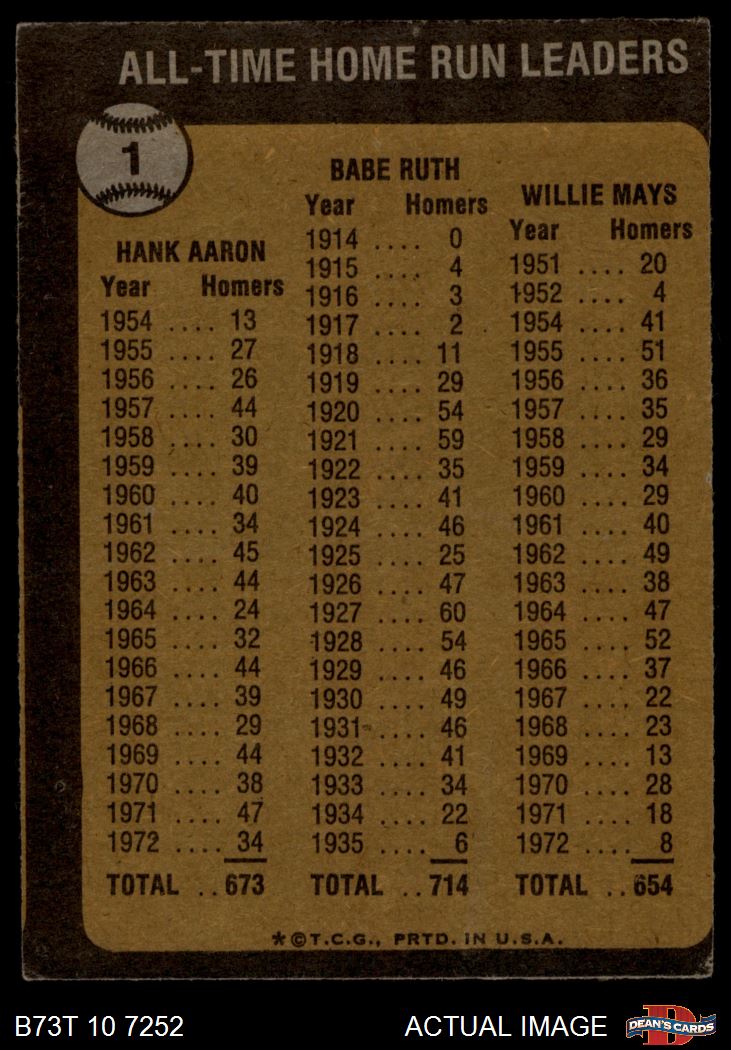 ALL-TIME HOME RUN LEADERS
1
HANK AARON
Year Homers
1954 .... 13
1955 .... 27
1956 .... 26
1957 .... 44
1958 .... 30
1959 .... 39
1960 .... 40
1961 .... 34
1962 .... 45
1963 .... 44
1964 .... 24
1965 .... 32
1966 .... 44
1967 .... 39
1968 .... 29
1969 .... 44
1970 .... 38
1971 .... 47
1972 .... 34
TOTAL .. 673
BABE RUTH
Year Homers
1914 .... 0
1915 .... 4
1916 .... 3
1917 .... 2
1918 .... 11
1919 .... 29
1920 .... 54
1921 .... 59
1922 .... 35
1923 .... 41
1924 .... 46
1925 .... 25
1926 .... 47
1927 .... 60
1928 .... 54
1929 .... 46
1930 .... 49
1931 .... 46
1932 .... 41
1933 .... 34
1934 .... 22
1935 .... 6
TOTAL .. 714
WILLIE MAYS
Year Homers
1951 .... 20
1952 .... 4
1954 .... 41
1955 .... 51
1956 .... 36
1957 .... 35
1958 .... 29
1959 .... 34
1960 .... 29
1961 .... 40
1962 .... 49
1963 .... 38
1964 .... 47
1965 .... 52
1966 .... 37
1967 .... 22
1968 .... 23
1969 .... 13
1970 .... 28
1971 .... 18
1972 .... 8
TOTAL .. 654
*©T.C.G., PRTD. IN U.S.A.
B73T 10 7252
ACTUAL IMAGE
D
DEAN'S CARDS